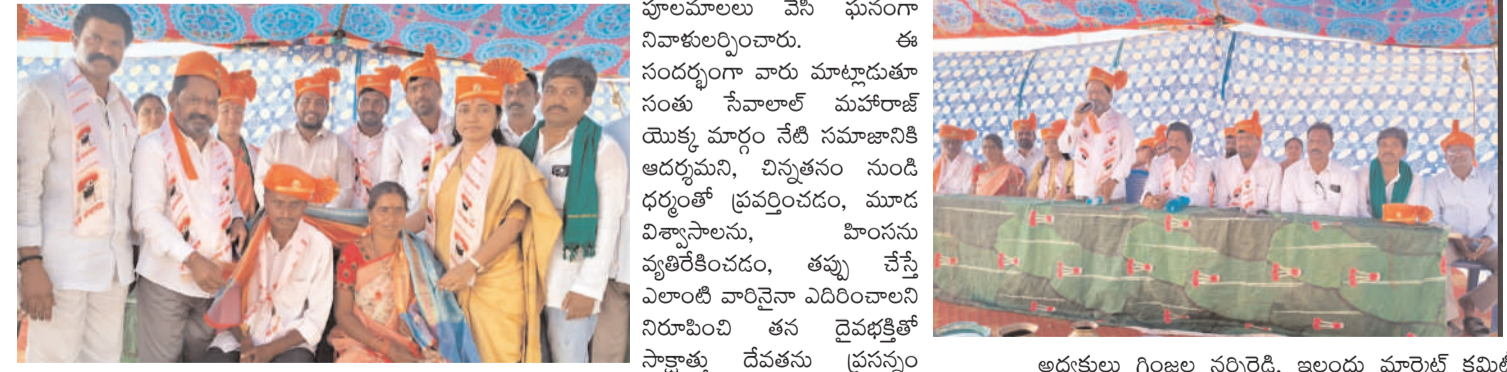 పూలమాలలు వేసి ఘనంగా
నివాళులర్పించారు. ఈ
సందర్భంగా వారు మాట్లాడుతూ
సంతు సేవాలాల్ మహారాజ్
యొక్క మార్గం నేటి సమాజానికి
ఆదర్శమని, చిన్నతనం నుండి
ధర్మంతో ప్రవర్తించడం, మూడ
విశ్వాసాలను, హింసను
వ్యతిరేకించడం, తప్పు చేస్తే
ఎలాంటి వారినైనా ఎదిరించాలని
నిరూపించి తన దైవభక్తితో
సాక్షాత్తు దేవతను ప్రసన్నం
అధ్యక్షులు గింజల నర్సిరెడ్డి, ఇల్లందు మార్కెట్ కమిటీ